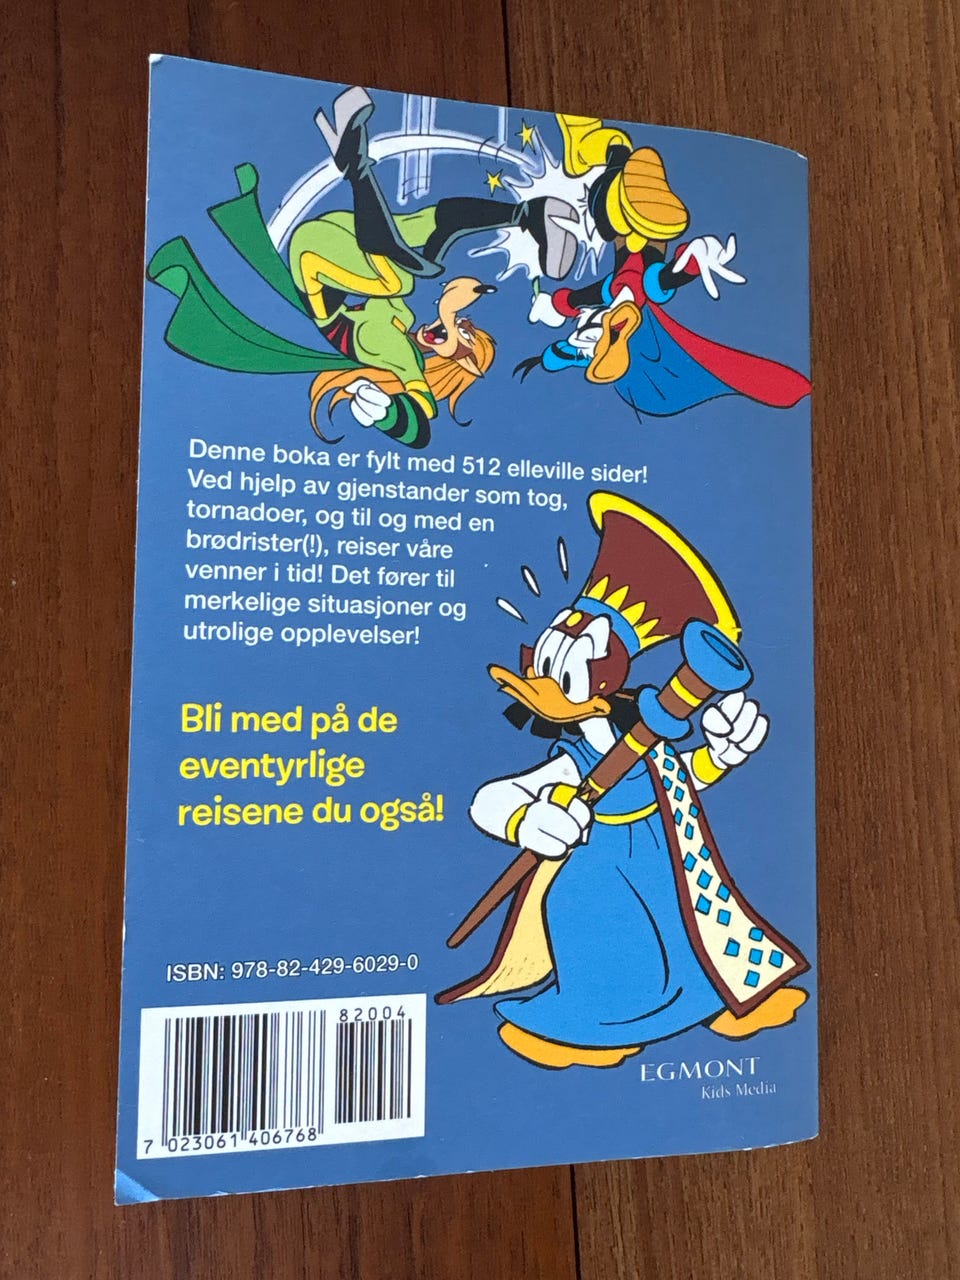 Denne boka er fylt med 512 elleville sider!
Ved hjelp av gjenstander som tog,
tornadoer, og til og med en
brødrister(!), reiser våre
venner i tid! Det fører til
merkelige situasjoner og
utrolige opplevelser!
Bli med på de
eventyrlige
reisene du også!
ISBN: 978-82-429-6029-0
82004
7 023061 406768
EGMONT
Kids Media